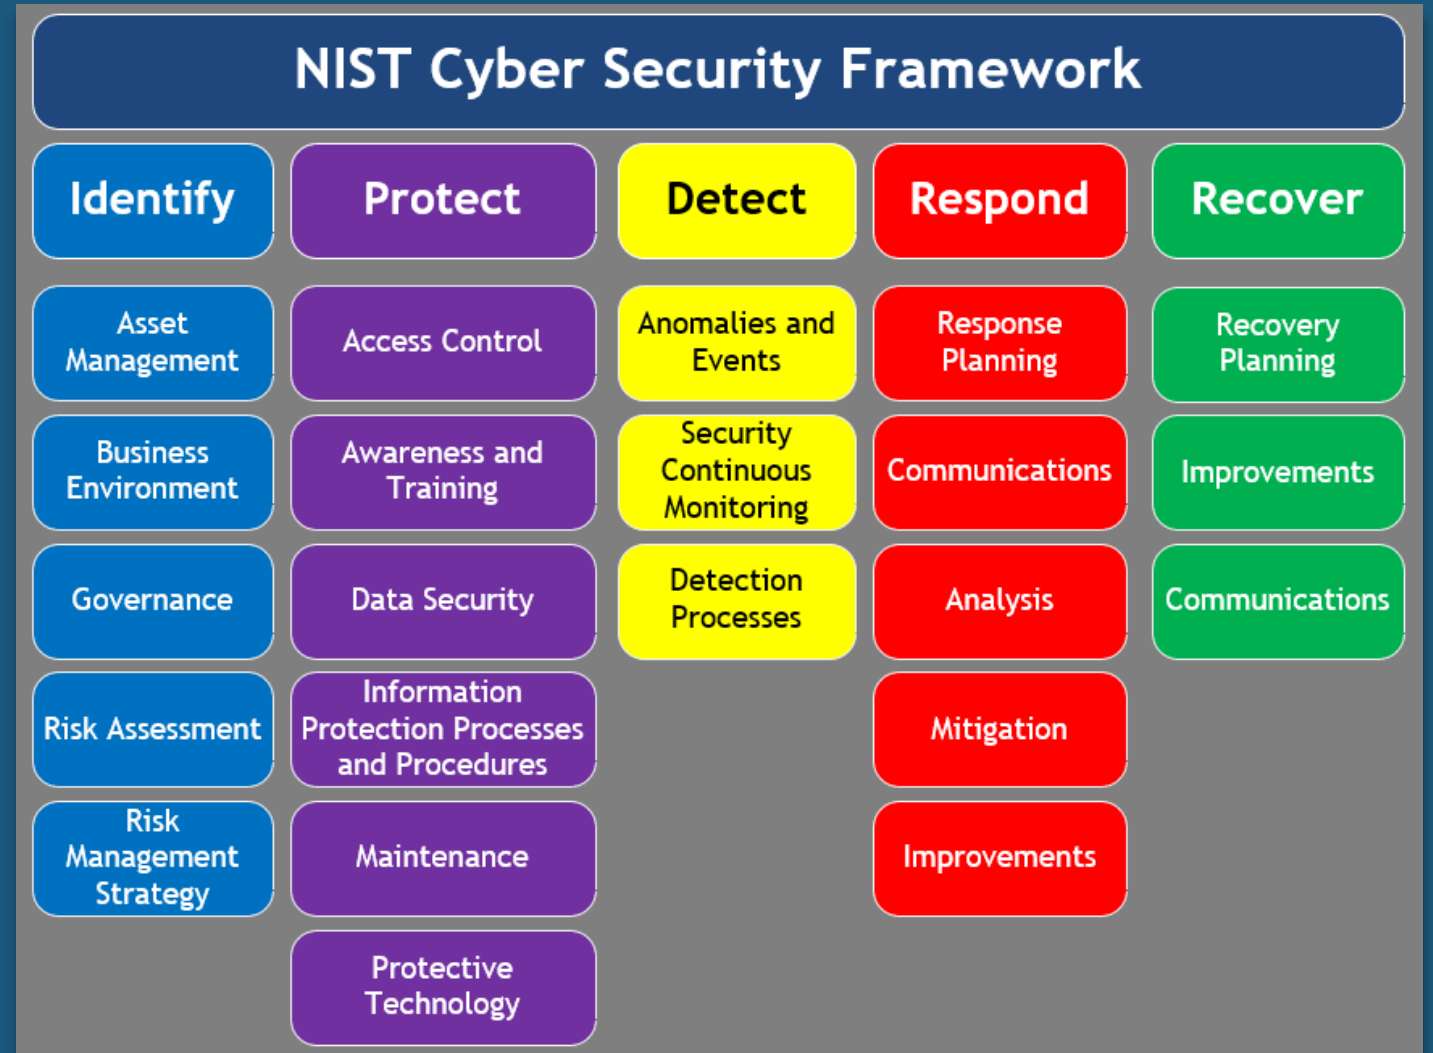 NIST Cyber Security Framework
Identify
Protect
Detect
Respond
Recover
Asset
Management
Access Control
Anomalies and
Events
Response
Planning
Recovery
Planning
Business
Environment
Awareness and
Training
Security
Continuous
Monitoring
Communications
Improvements
Governance
Data Security
Detection
Processes
Analysis
Communications
Risk Assessment
Information
Protection Processes
and Procedures
Mitigation
Risk
Management
Strategy
Maintenance
Improvements
Protective
Technology